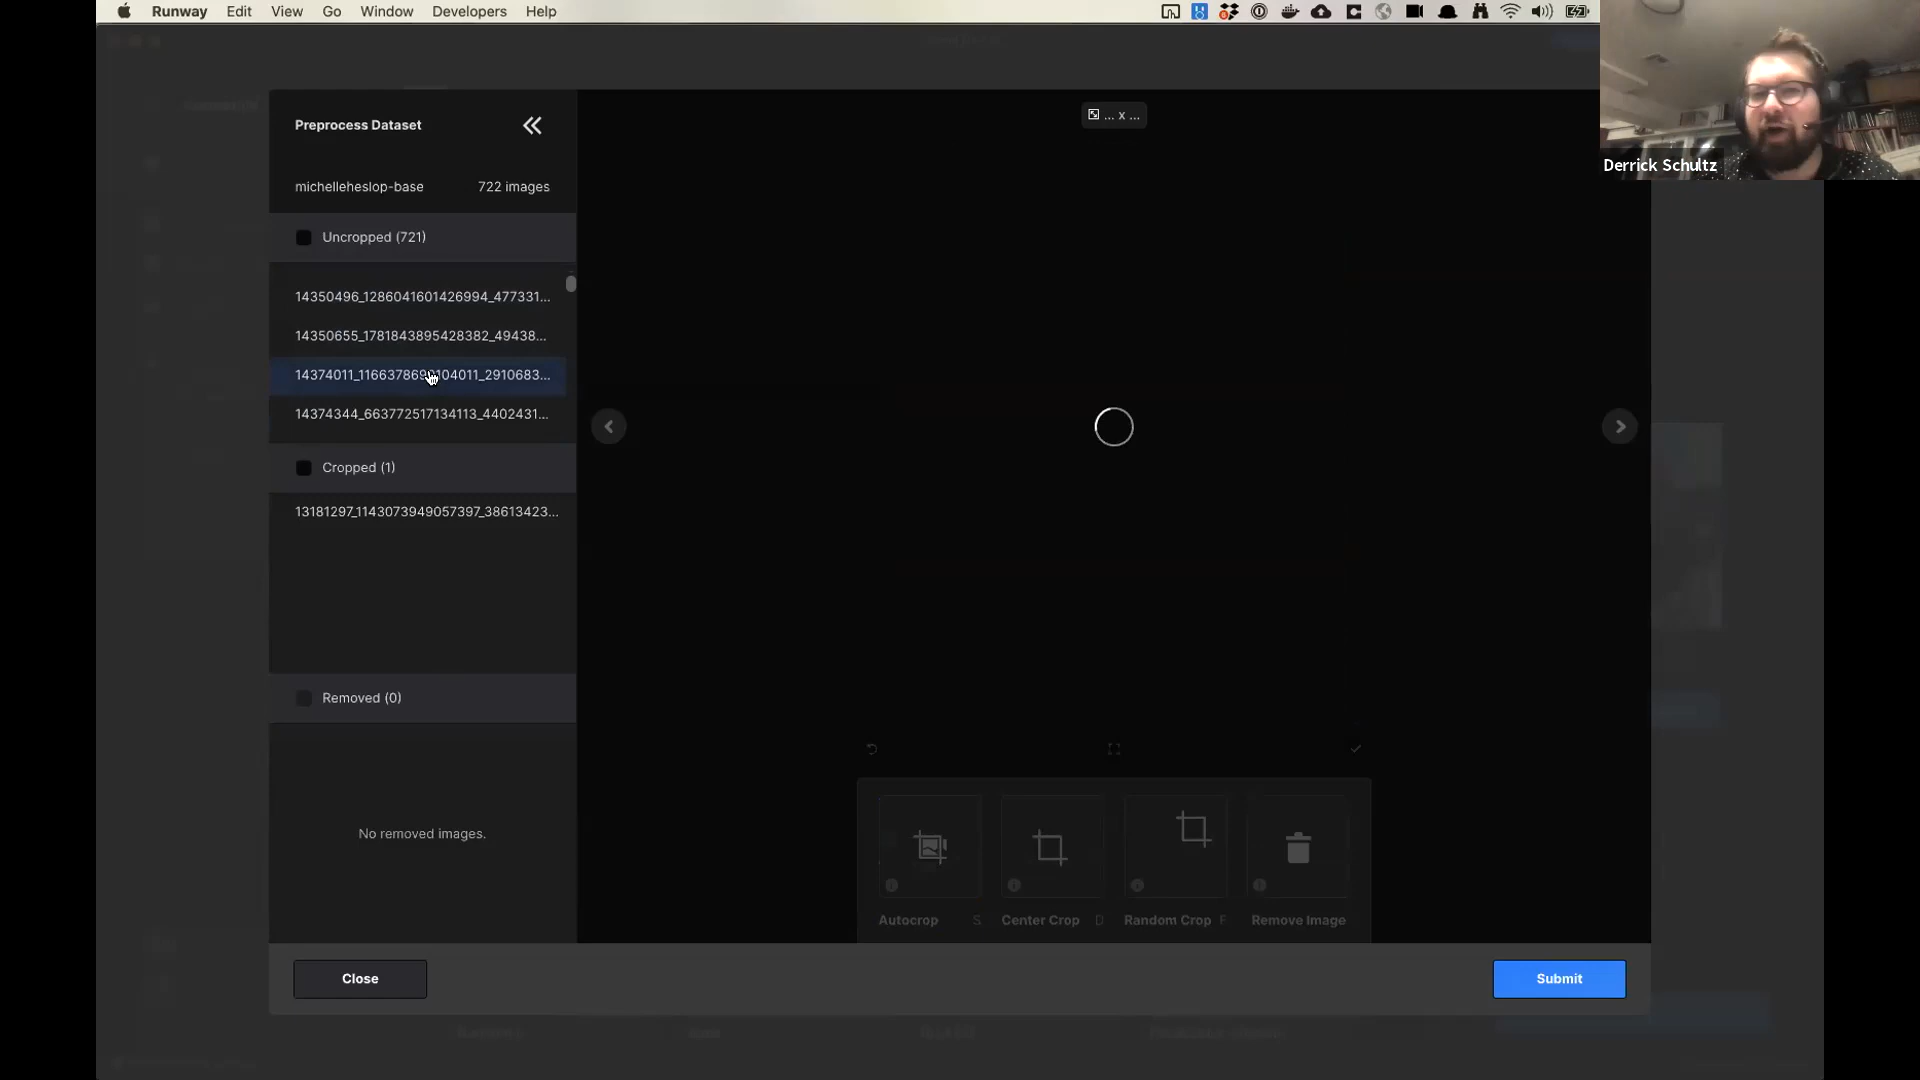 Runway File View Go Window Developers Help
Derrick Schultz
Preprocess Dataset
... x ...
michelleheslop-base 722 images
Uncropped (721)
14350496_1286041601426994_477331...
14350655_1781843895428382_49438...
14374344_663772517134113_4402431...
Cropped (1)
13181297_1143073949057397_38613423...
Removed (0)
No removed images.
Autocrop S Center Crop D Random Crop F Remove Image
Close
Submit